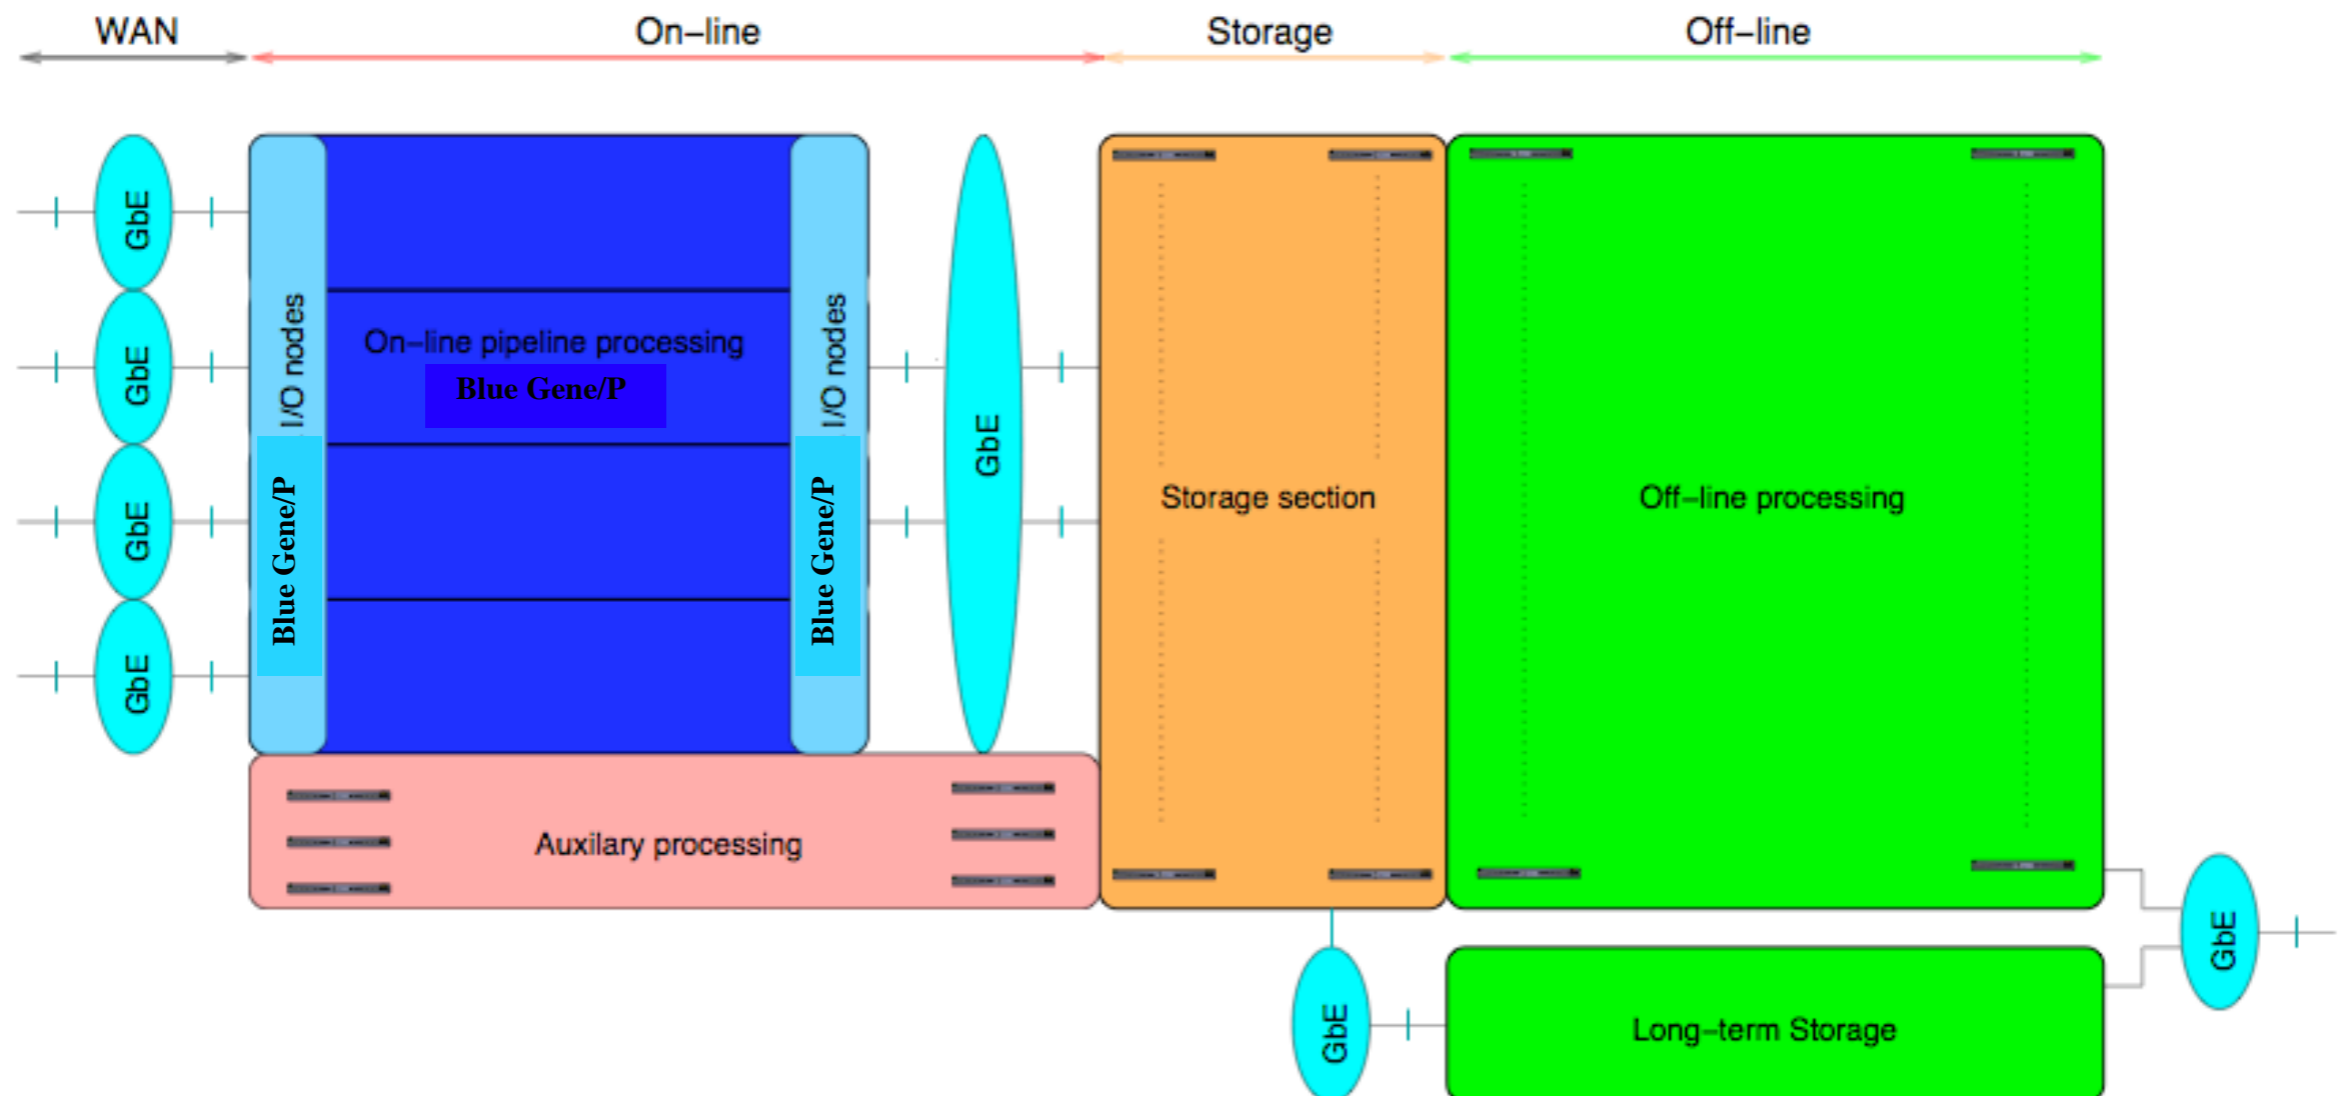 WAN
On–line
Storage
Off–line
GbE
GbE
GbE
GbE
I/O nodes
Blue Gene/P
On–line pipeline processing
Blue Gene/P
I/O nodes
Blue Gene/P
GbE
Storage section
Off–line processing
Auxilary processing
GbE
Long–term Storage
GbE